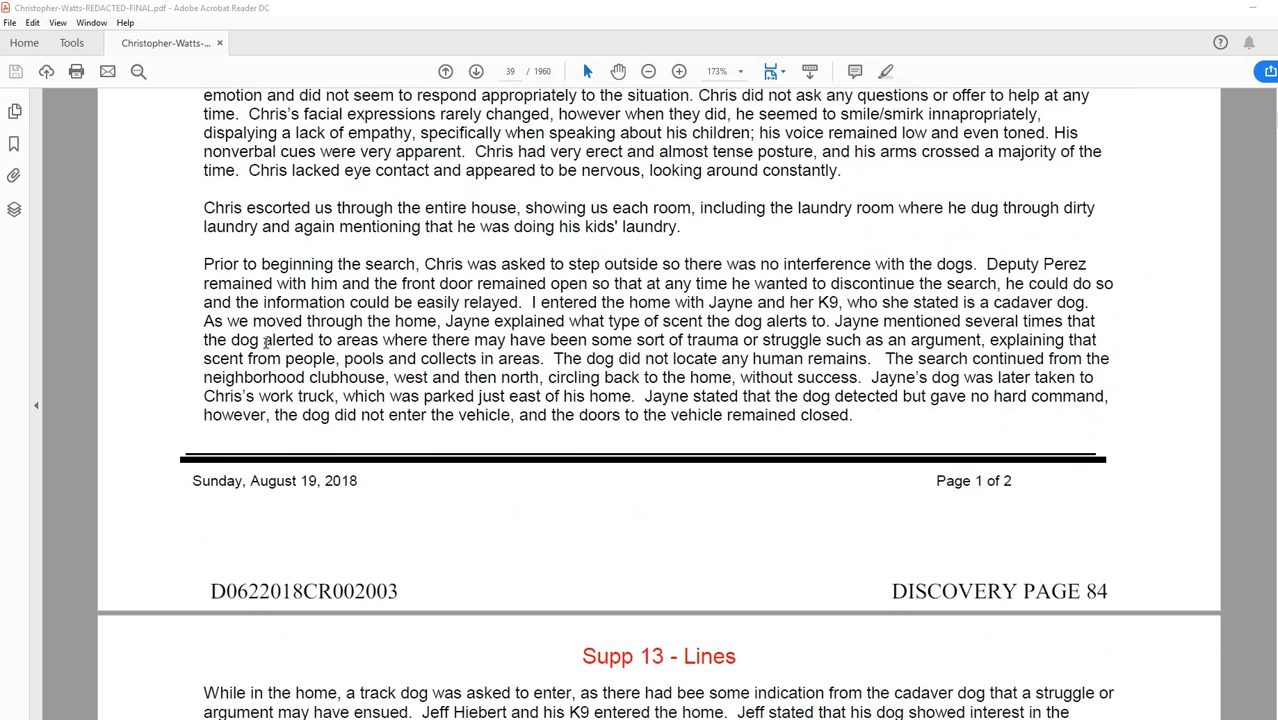 Christopher-Watts-REDACTED-FINAL.pdf - Adobe Acrobat Reader DC
File Edit View Window Help
Home Tools Christopher-Watts-... ×
39 / 1960 173%
emotion and did not seem to respond appropriately to the situation. Chris did not ask any questions or offer to help at any
time. Chris's facial expressions rarely changed, however when they did, he seemed to smile/smirk innapropriately,
dispalying a lack of empathy, specifically when speaking about his children; his voice remained low and even toned. His
nonverbal cues were very apparent. Chris had very erect and almost tense posture, and his arms crossed a majority of the
time. Chris lacked eye contact and appeared to be nervous, looking around constantly.
Chris escorted us through the entire house, showing us each room, including the laundry room where he dug through dirty
laundry and again mentioning that he was doing his kids' laundry.
Prior to beginning the search, Chris was asked to step outside so there was no interference with the dogs. Deputy Perez
remained with him and the front door remained open so that at any time he wanted to discontinue the search, he could do so
and the information could be easily relayed. I entered the home with Jayne and her K9, who she stated is a cadaver dog.
As we moved through the home, Jayne explained what type of scent the dog alerts to. Jayne mentioned several times that
the dog alerted to areas where there may have been some sort of trauma or struggle such as an argument, explaining that
scent from people, pools and collects in areas. The dog did not locate any human remains. The search continued from the
neighborhood clubhouse, west and then north, circling back to the home, without success. Jayne's dog was later taken to
Chris's work truck, which was parked just east of his home. Jayne stated that the dog detected but gave no hard command,
however, the dog did not enter the vehicle, and the doors to the vehicle remained closed.
Sunday, August 19, 2018 Page 1 of 2
D0622018CR002003 DISCOVERY PAGE 84
Supp 13 - Lines
While in the home, a track dog was asked to enter, as there had bee some indication from the cadaver dog that a struggle or
argument may have ensued. Jeff Hiebert and his K9 entered the home. Jeff stated that his dog showed interest in the